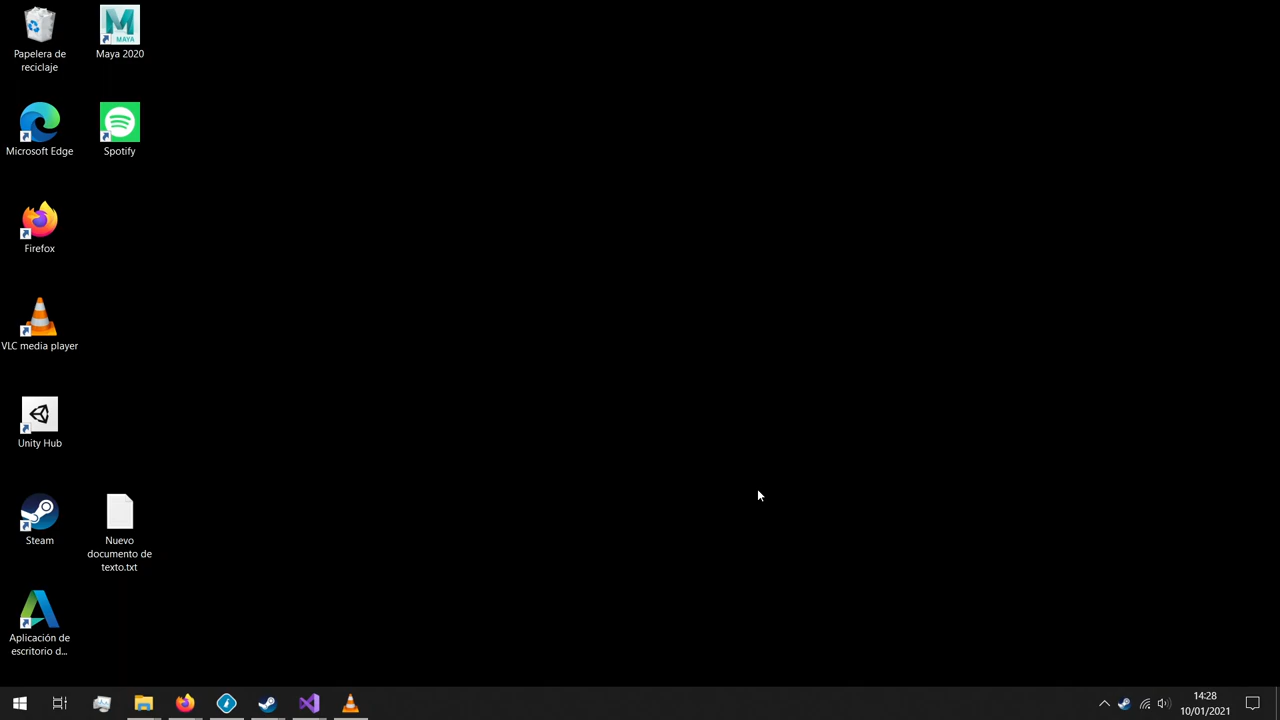 Papelera de
reciclaje
MAYA
Maya 2020
Microsoft Edge
Spotify
Firefox
VLC media player
Unity Hub
Steam
Nuevo
documento de
texto.txt
Aplicación de
escritorio d...
14:28
10/01/2021